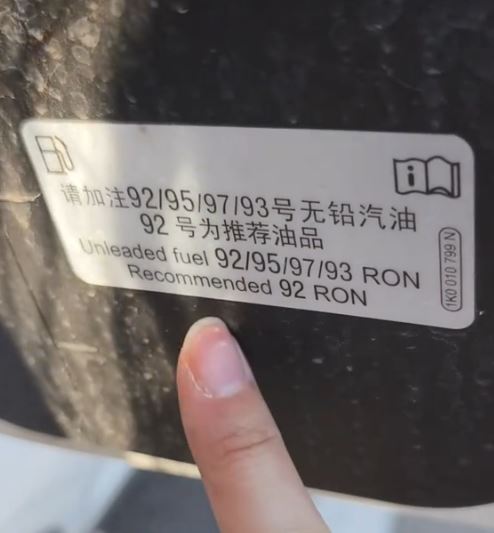 请加注92/95/97/93号无铅汽油
92 号为推荐油品
Unleaded fuel 92/95/97/93 RON
Recommended 92 RON
1K0 010 799 N